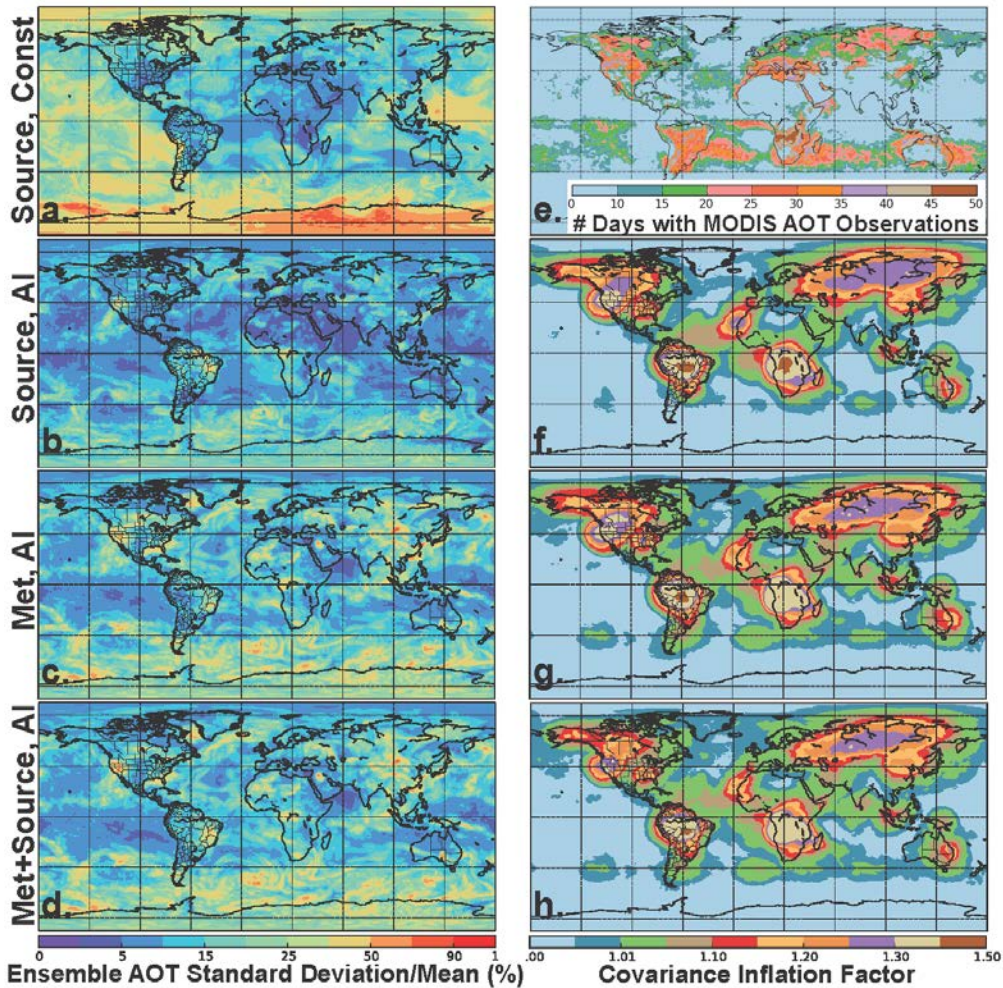 Source, Const
a.
e.
0 5 10 15 20 25 30 35 40 45 50
# Days with MODIS AOT Observations
Source, AI
b.
f.
Met, AI
c.
g.
Met+Source, AI
d.
h.
0 5 15 25 50 90 1
Ensemble AOT Standard Deviation/Mean (%)
.00 1.01 1.10 1.20 1.30 1.50
Covariance Inflation Factor